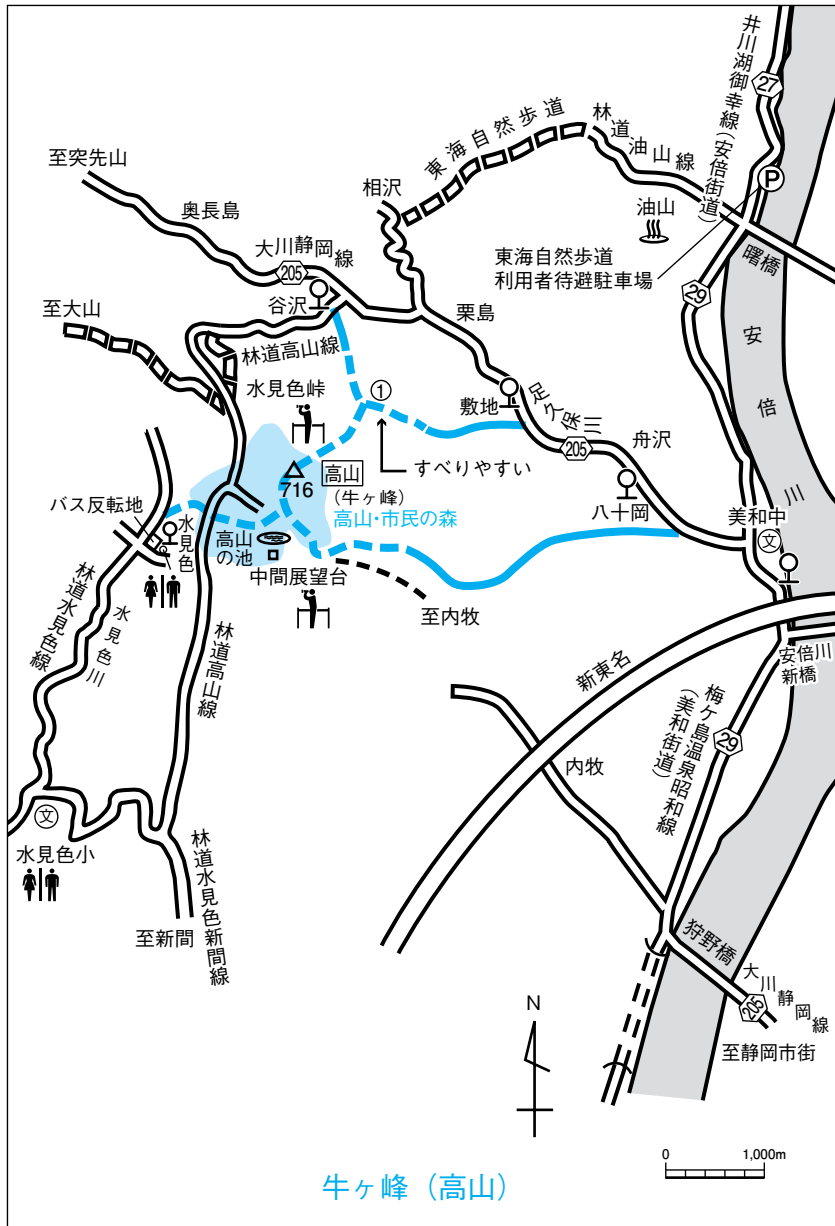 井川湖御幸線(安倍街道)
27
林道油山線
東海自然歩道
至突先山
相沢
P
奥長島
油山
大川静岡線
205
東海自然歩道
利用者待避駐車場
曙橋
29
谷沢
至大山
栗島
安倍川
林道高山線
水見色峠
①
敷地
足久保川
205
舟沢
すべりやすい
716
高山
(牛ヶ峰)
高山・市民の森
八十岡
美和中
文
バス反転地
水見色
高山
の池
中間展望台
至内牧
林道水見色線
水見色川
林道高山線
新東名
安倍川
新橋
梅ケ島温泉昭和線
(美和街道)
29
内牧
文
水見色小
林道水見色新間線
至新間
狩野橋
大川静岡線
205
至静岡市街
N
0
1,000m
牛ヶ峰(高山)